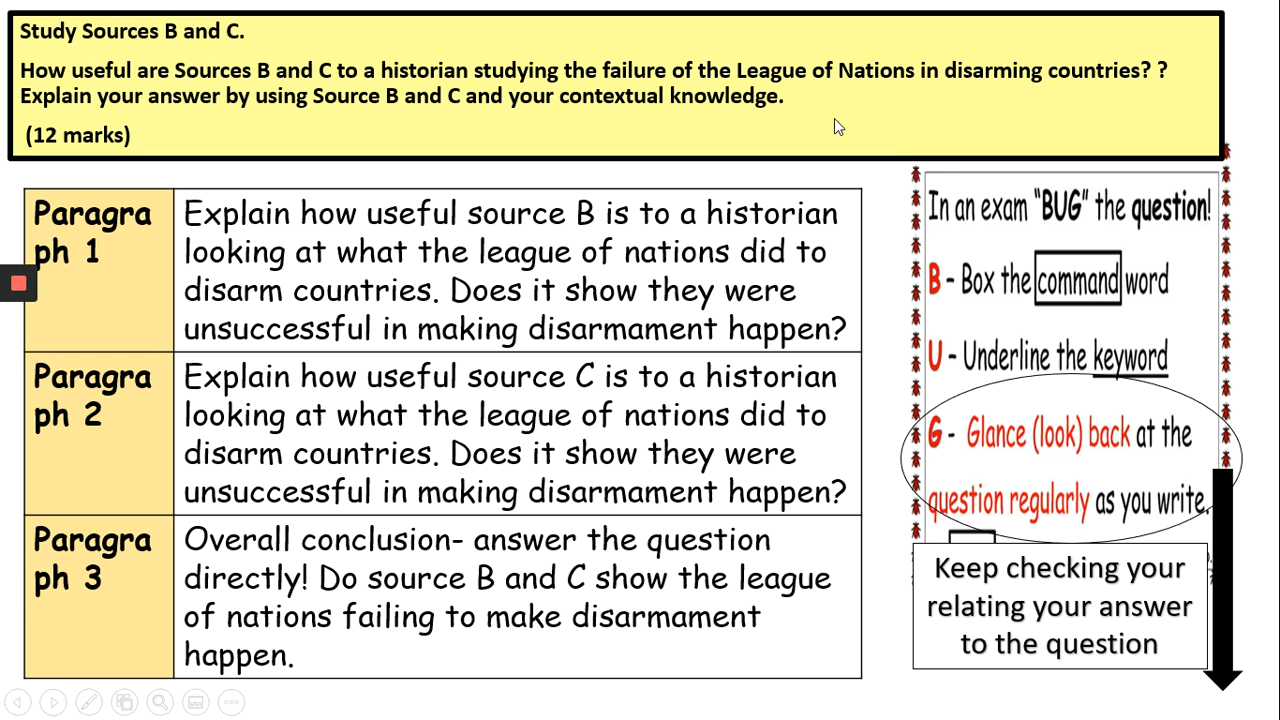 Study Sources B and C.
How useful are Sources B and C to a historian studying the failure of the League of Nations in disarming countries? ?
Explain your answer by using Source B and C and your contextual knowledge.
(12 marks)
Paragra
ph 1
Explain how useful source B is to a historian
looking at what the league of nations did to
disarm countries. Does it show they were
unsuccessful in making disarmament happen?
Paragra
ph 2
Explain how useful source C is to a historian
looking at what the league of nations did to
disarm countries. Does it show they were
unsuccessful in making disarmament happen?
Paragra
ph 3
Overall conclusion- answer the question
directly! Do source B and C show the league
of nations failing to make disarmament
happen.
In an exam “BUG” the question!
B - Box the command word
U - Underline the keyword
G - Glance (look) back at the
question regularly as you write.
Keep checking your
relating your answer
to the question